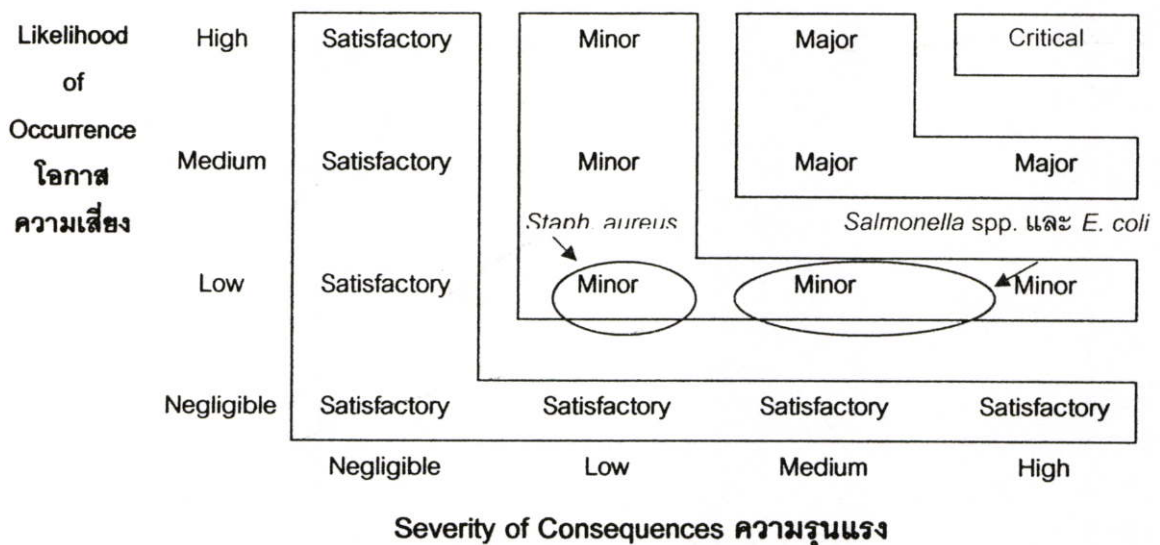 Likelihood High Satisfactory Minor Major Critical
of
Occurrence
Medium Satisfactory Minor Major Major
โอกาส
ความเสี่ยง
Staph. aureus Salmonella spp. และ E. coli
Low Satisfactory Minor Minor Minor
Negligible Satisfactory Satisfactory Satisfactory Satisfactory
Negligible Low Medium High
Severity of Consequences ความรุนแรง